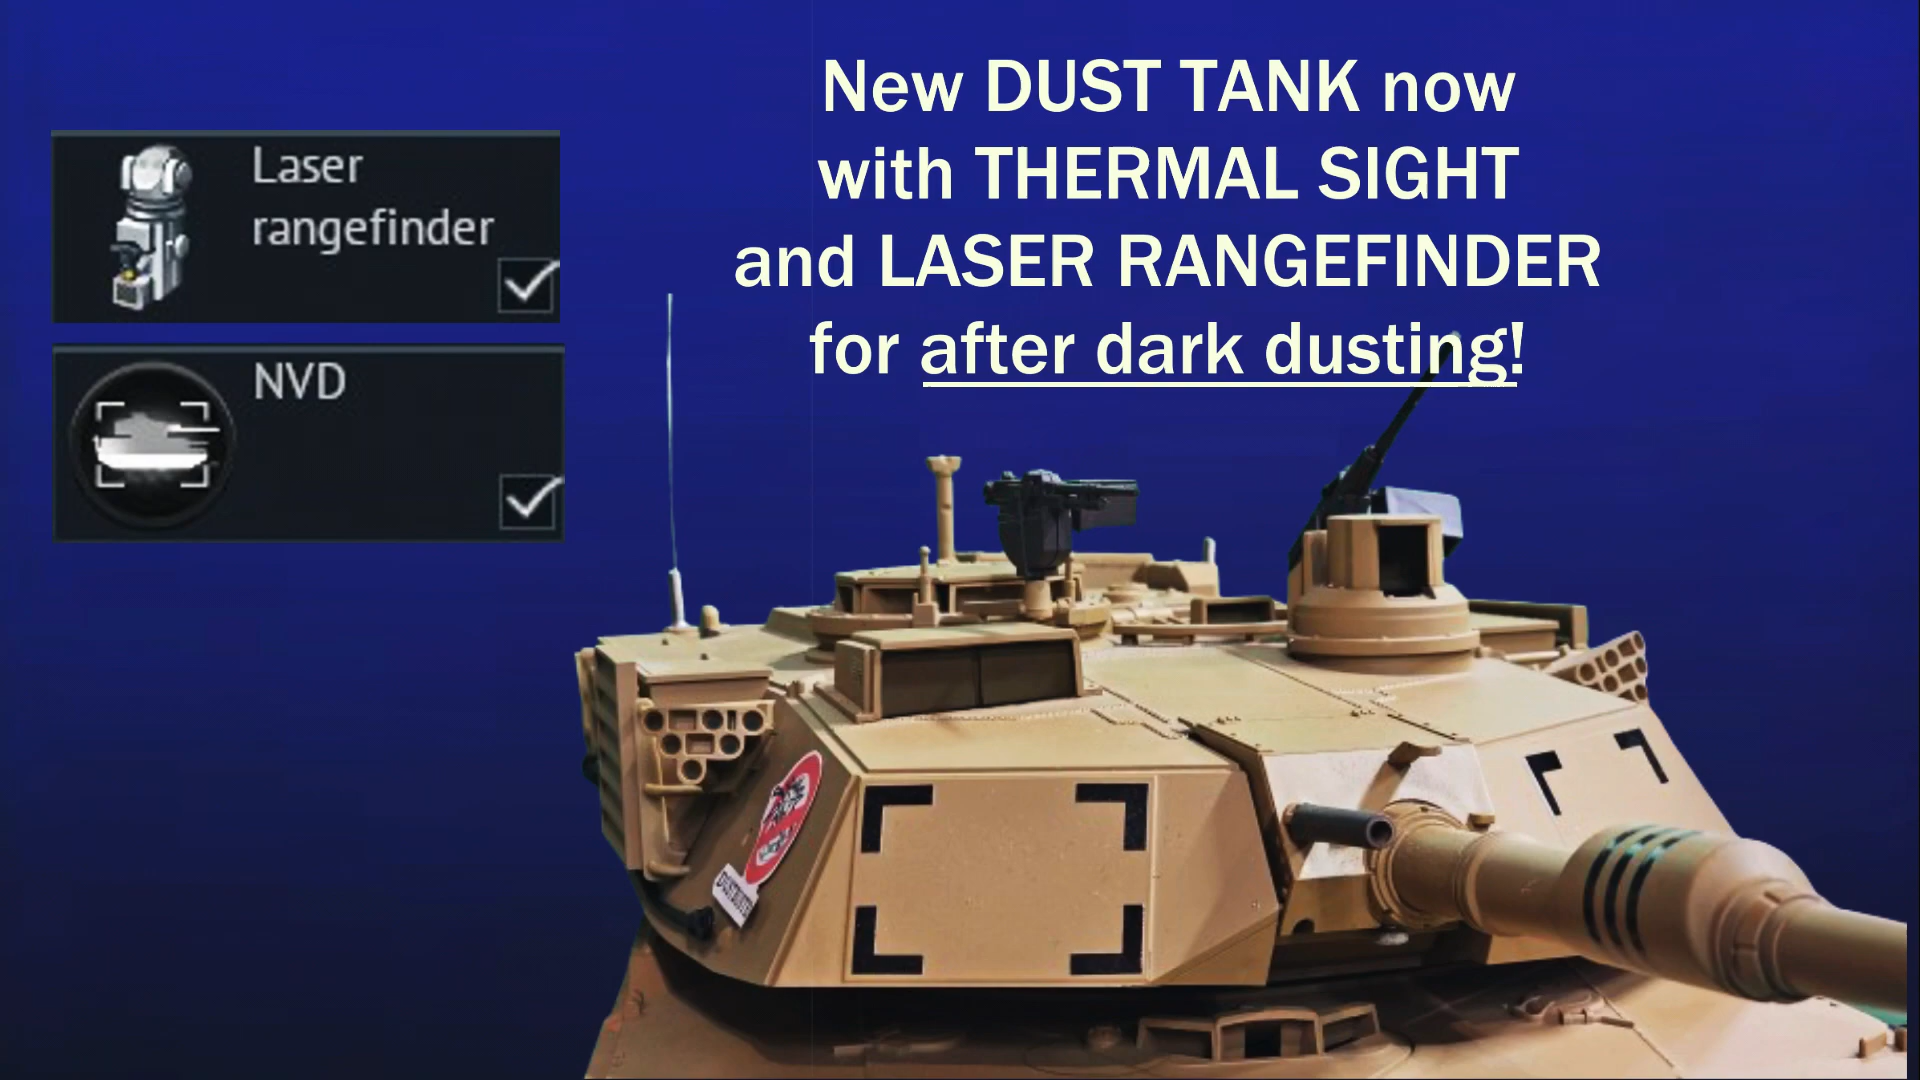 New DUST TANK now
with THERMAL SIGHT
and LASER RANGEFINDER
for after dark dusting!
Laser
rangefinder
NVD